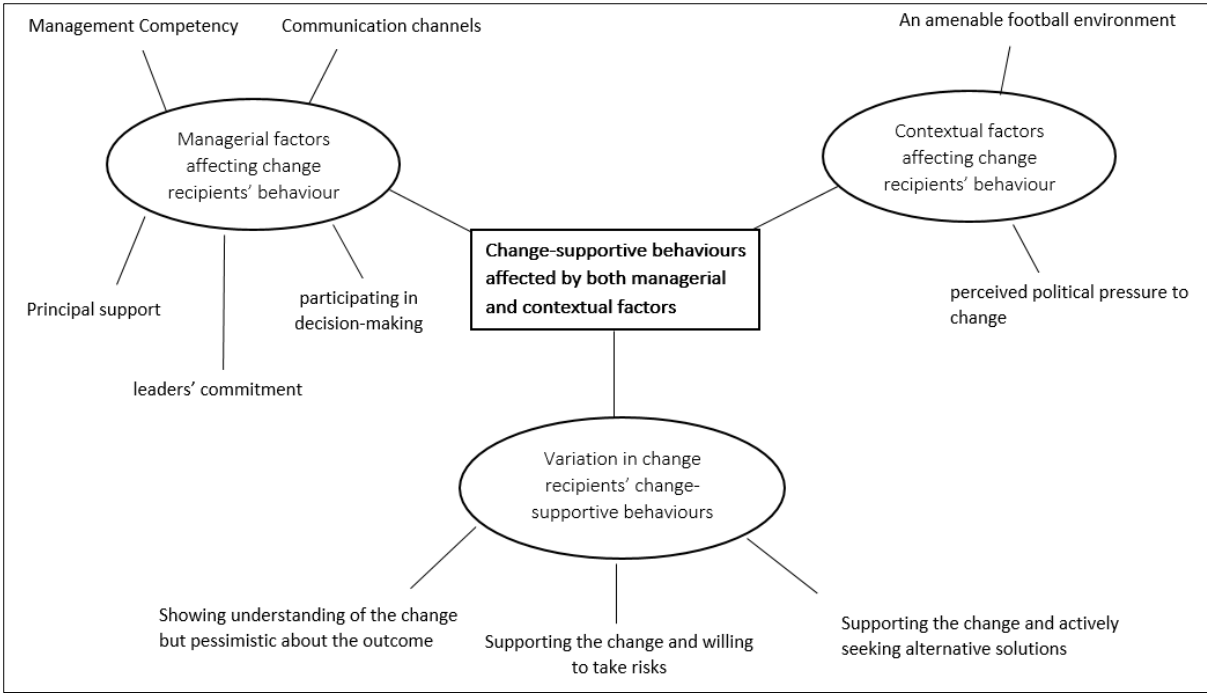 Management Competency
Communication channels
Managerial factors
affecting change
recipients’ behaviour
Principal support
leaders’ commitment
participating in
decision-making
An amenable football environment
Contextual factors
affecting change
recipients’ behaviour
perceived political pressure to
change
Change-supportive behaviours
affected by both managerial
and contextual factors
Variation in change
recipients’ change-
supportive behaviours
Showing understanding of the change
but pessimistic about the outcome
Supporting the change and willing
to take risks
Supporting the change and actively
seeking alternative solutions